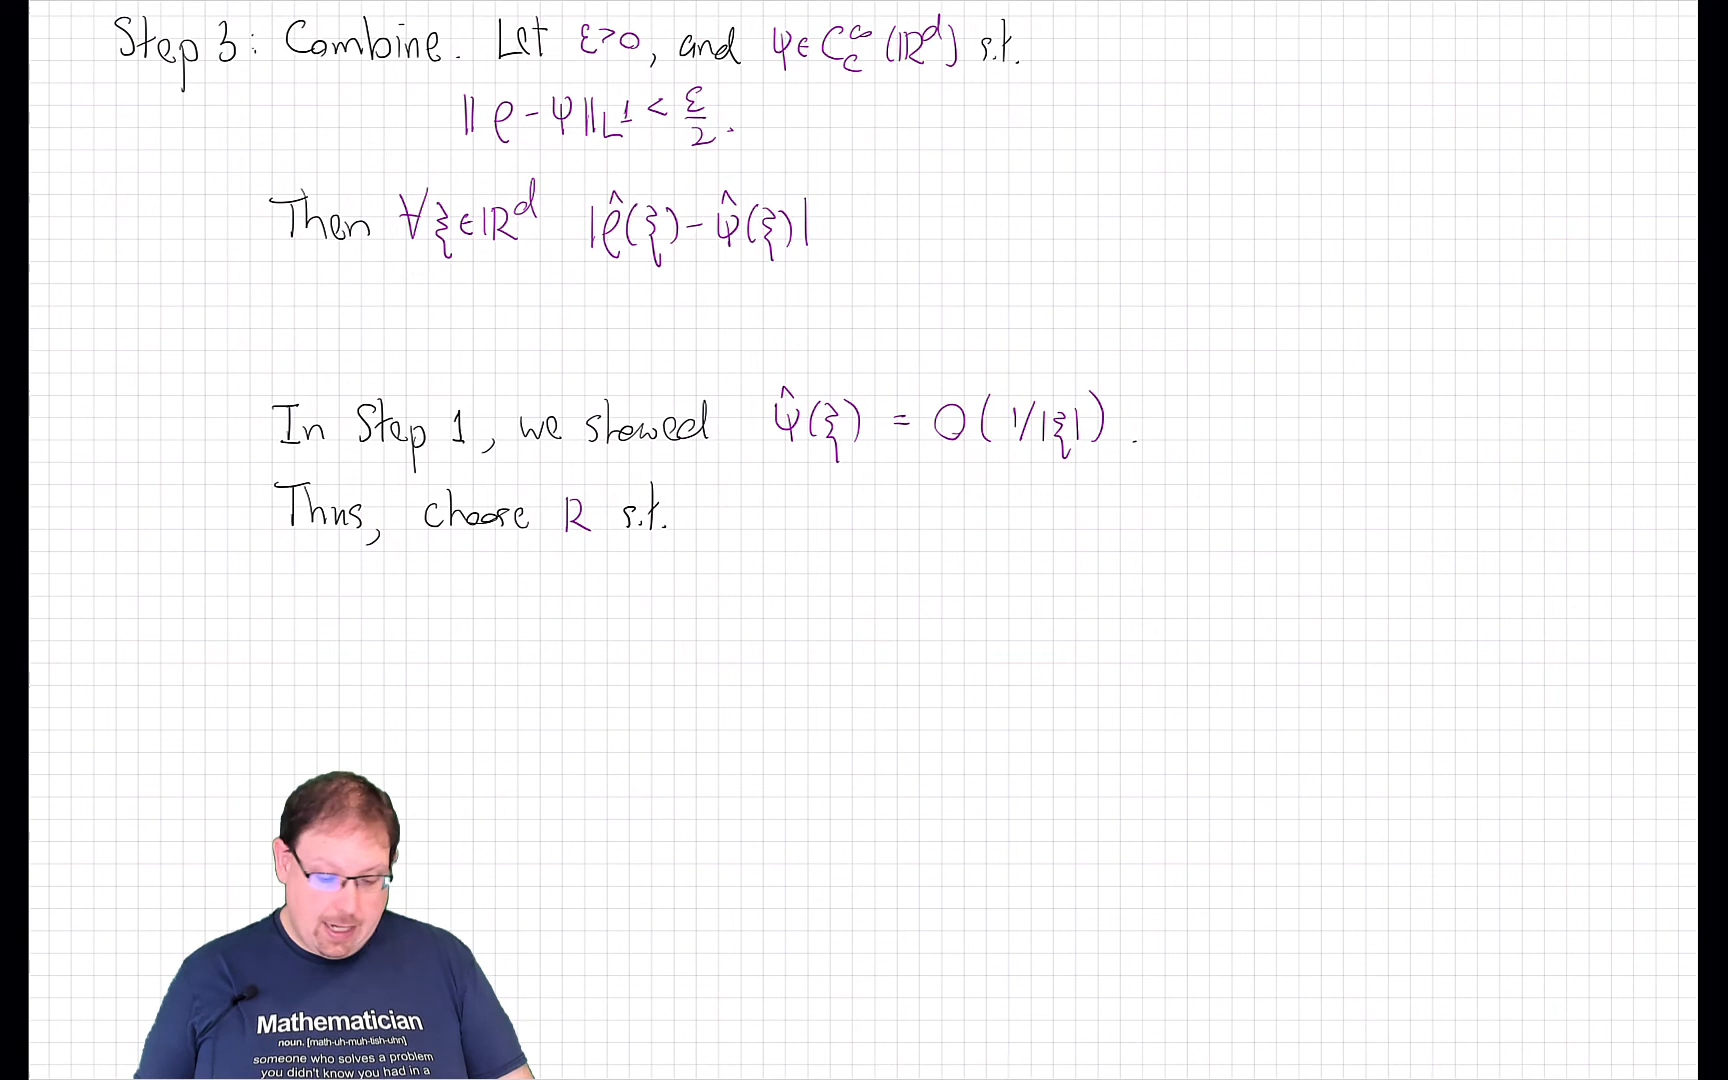 Step 3: Combine. Let ε>0, and ψ∈C_c^∞(ℝ^d) s.t.
‖ρ-ψ‖_{L^1} < ε/2.
Then ∀ξ∈ℝ^d |ρ̂(ξ)-ψ̂(ξ)|
In Step 1, we showed ψ̂(ξ) = O(1/|ξ|).
Thus, choose R s.t.
Mathematician
noun. [math-uh-muh-tish-uhn]
someone who solves a problem
you didn't know you had in a